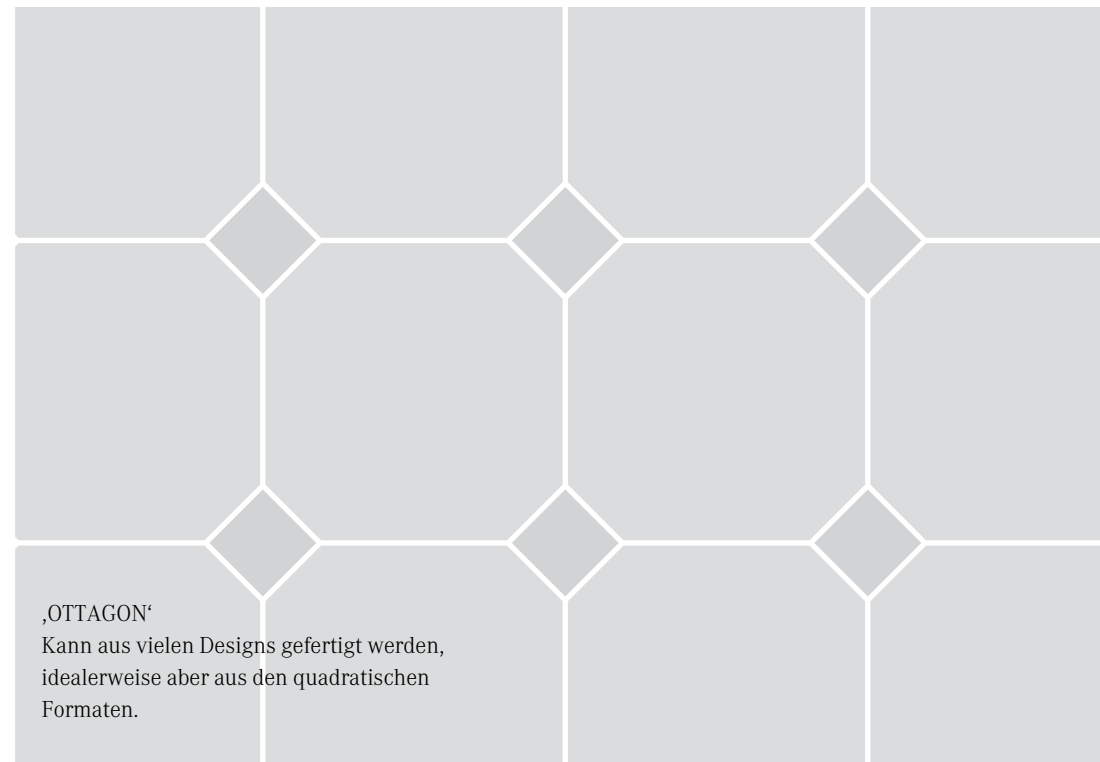 ‚OTTAGON‘
Kann aus vielen Designs gefertigt werden,
idealerweise aber aus den quadratischen
Formaten.